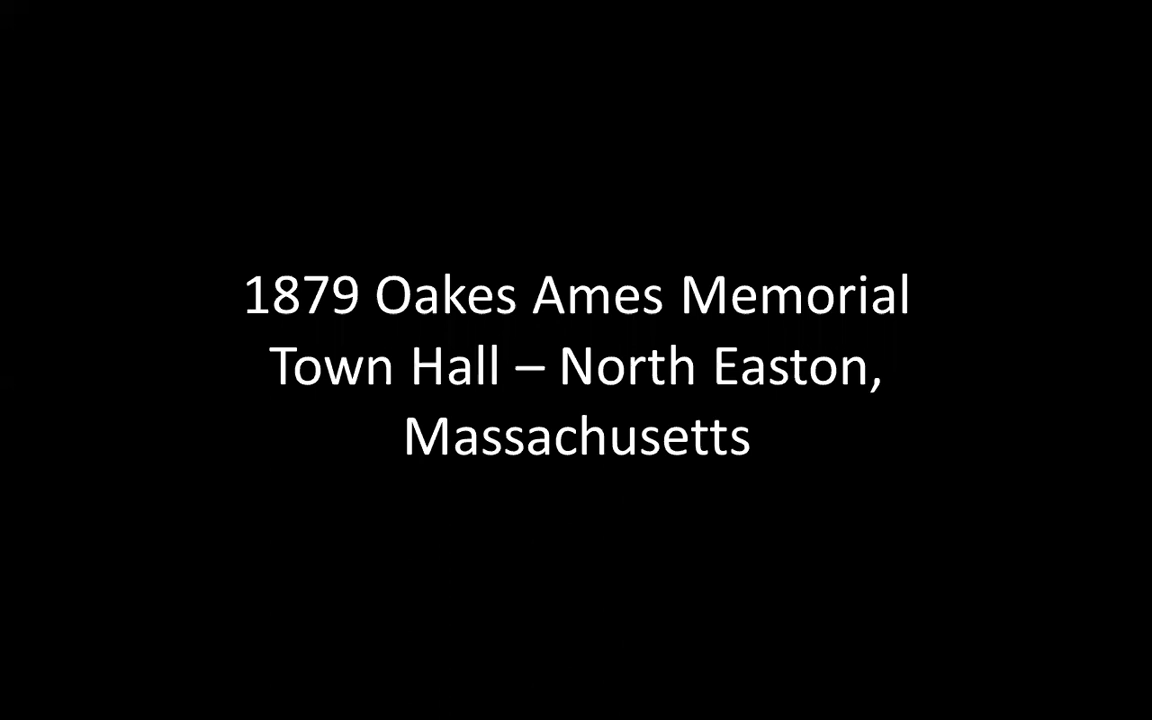 1879 Oakes Ames Memorial
Town Hall – North Easton,
Massachusetts